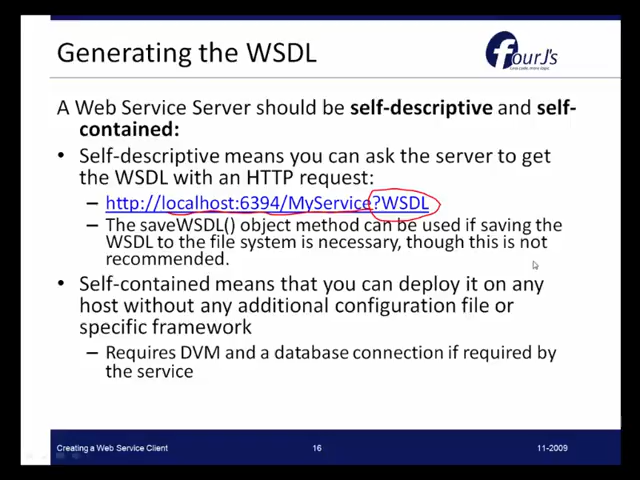 Generating the WSDL
fourJ's
A Web Service Server should be self-descriptive and self-
contained:
• Self-descriptive means you can ask the server to get
the WSDL with an HTTP request:
– http://localhost:6394/MyService?WSDL
– The saveWSDL() object method can be used if saving the
WSDL to the file system is necessary, though this is not
recommended.
• Self-contained means that you can deploy it on any
host without any additional configuration file or
specific framework
– Requires DVM and a database connection if required by
the service
Creating a Web Service Client 16 11-2009